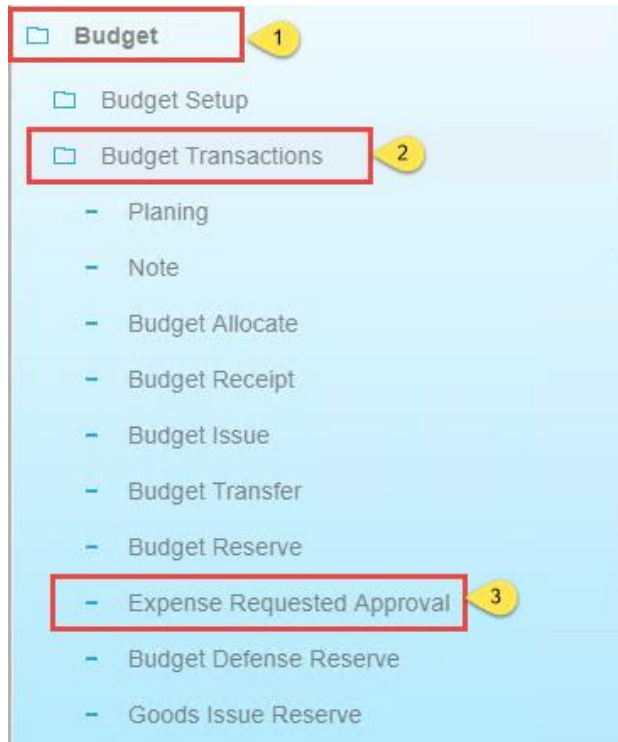 Budget 1
Budget Setup
Budget Transactions 2
Planing
Note
Budget Allocate
Budget Receipt
Budget Issue
Budget Transfer
Budget Reserve
Expense Requested Approval 3
Budget Defense Reserve
Goods Issue Reserve